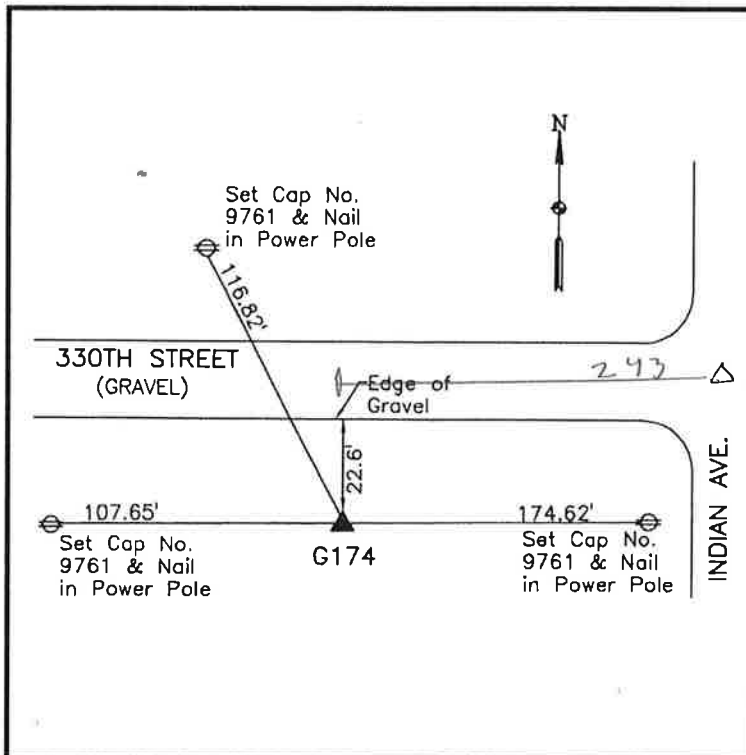 N
Set Cap No.
9761 & Nail
in Power Pole
116.82'
330TH STREET
(GRAVEL)
243
Edge of
Gravel
22.6'
107.65'
174.62'
Set Cap No.
9761 & Nail
in Power Pole
G174
Set Cap No.
9761 & Nail
in Power Pole
INDIAN AVE.